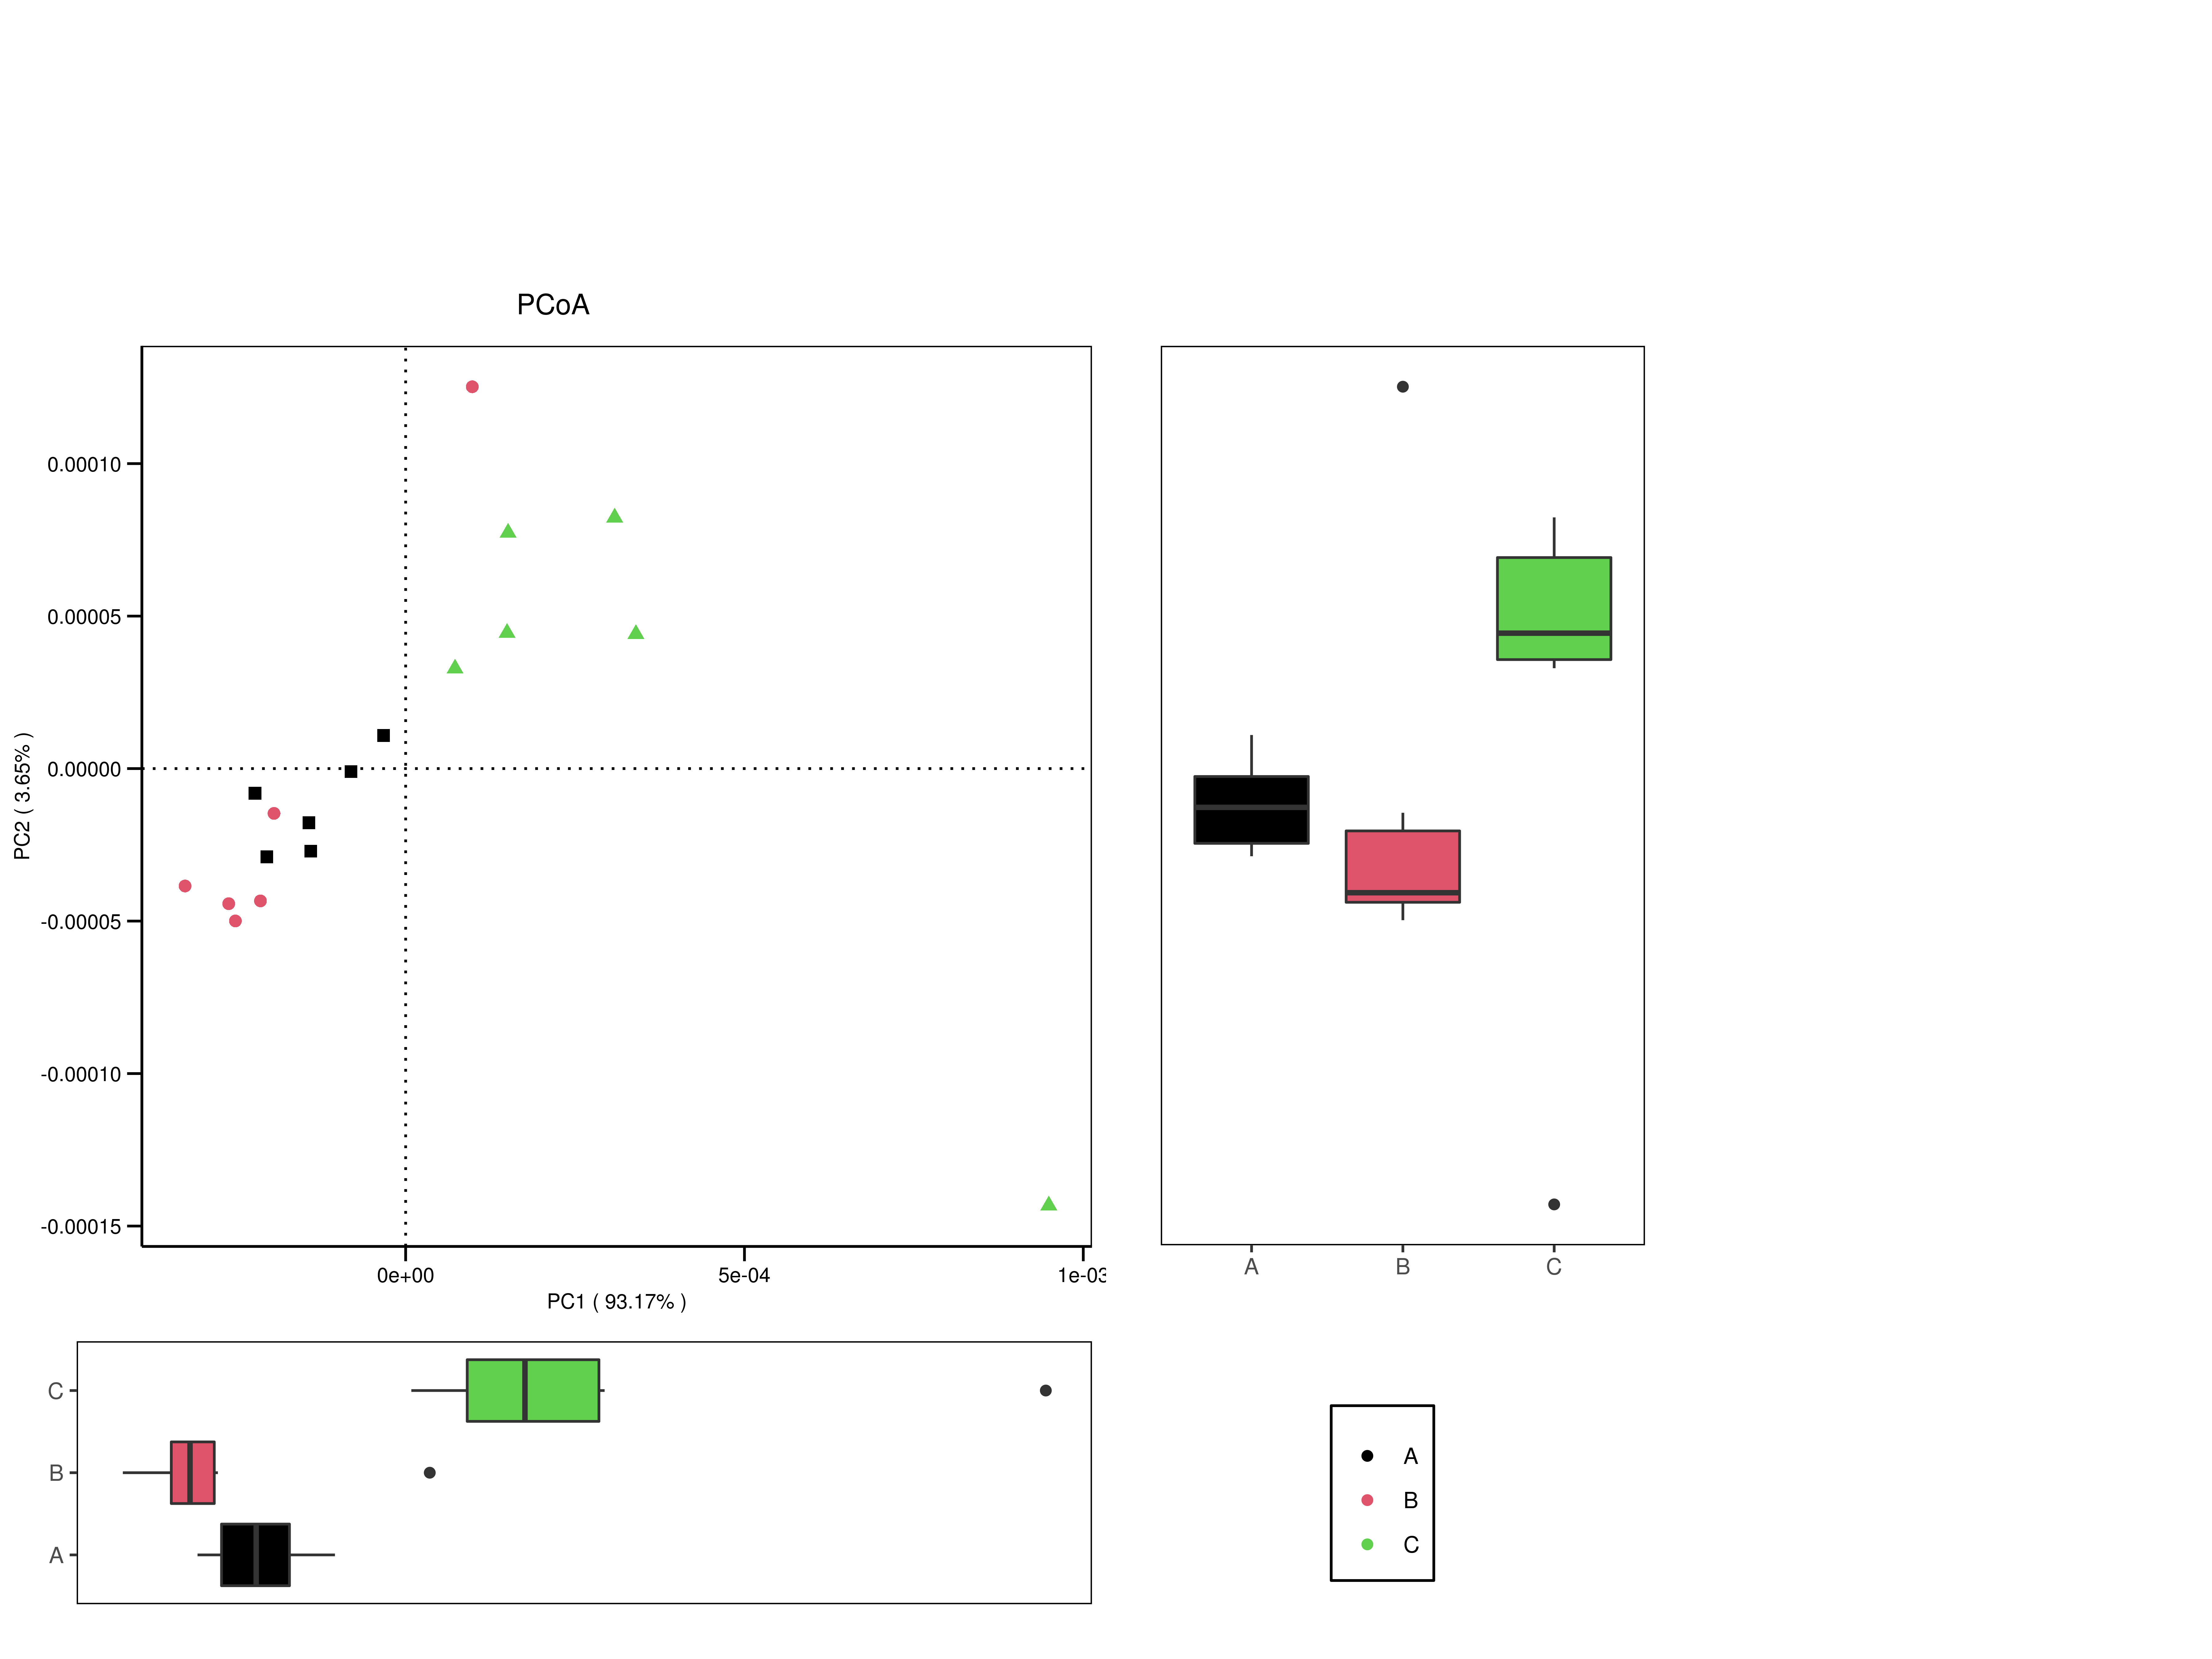 PCoA
0.00010
0.00005
0.00000
-0.00005
-0.00010
-0.00015
PC2 ( 3.65% )
0e+00 5e-04 1e-03
PC1 ( 93.17% )
A B C
C
B
A
A
B
C